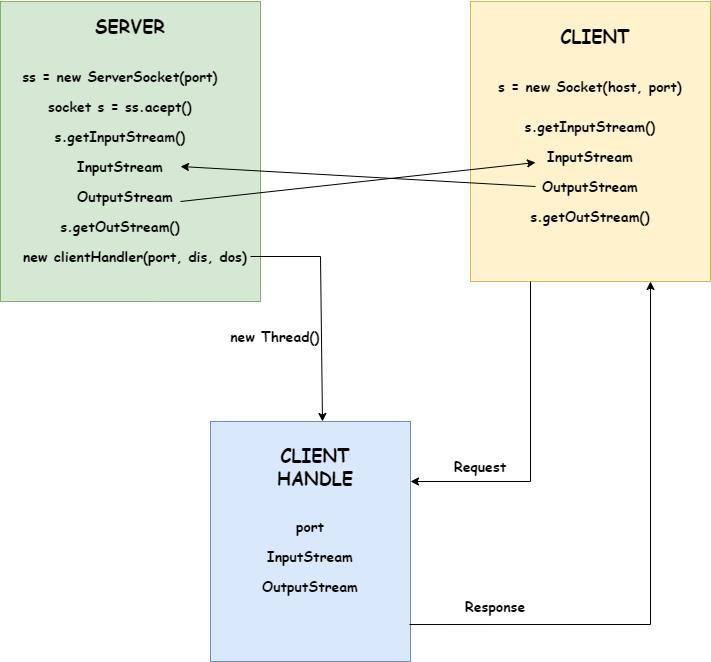 SERVER
ss = new ServerSocket(port)
socket s = ss.acept()
s.getInputStream()
InputStream
OutputStream
s.getOutStream()
new clientHandler(port, dis, dos)
CLIENT
s = new Socket(host, port)
s.getInputStream()
InputStream
OutputStream
s.getOutStream()
new Thread()
CLIENT
HANDLE
port
InputStream
OutputStream
Request
Response